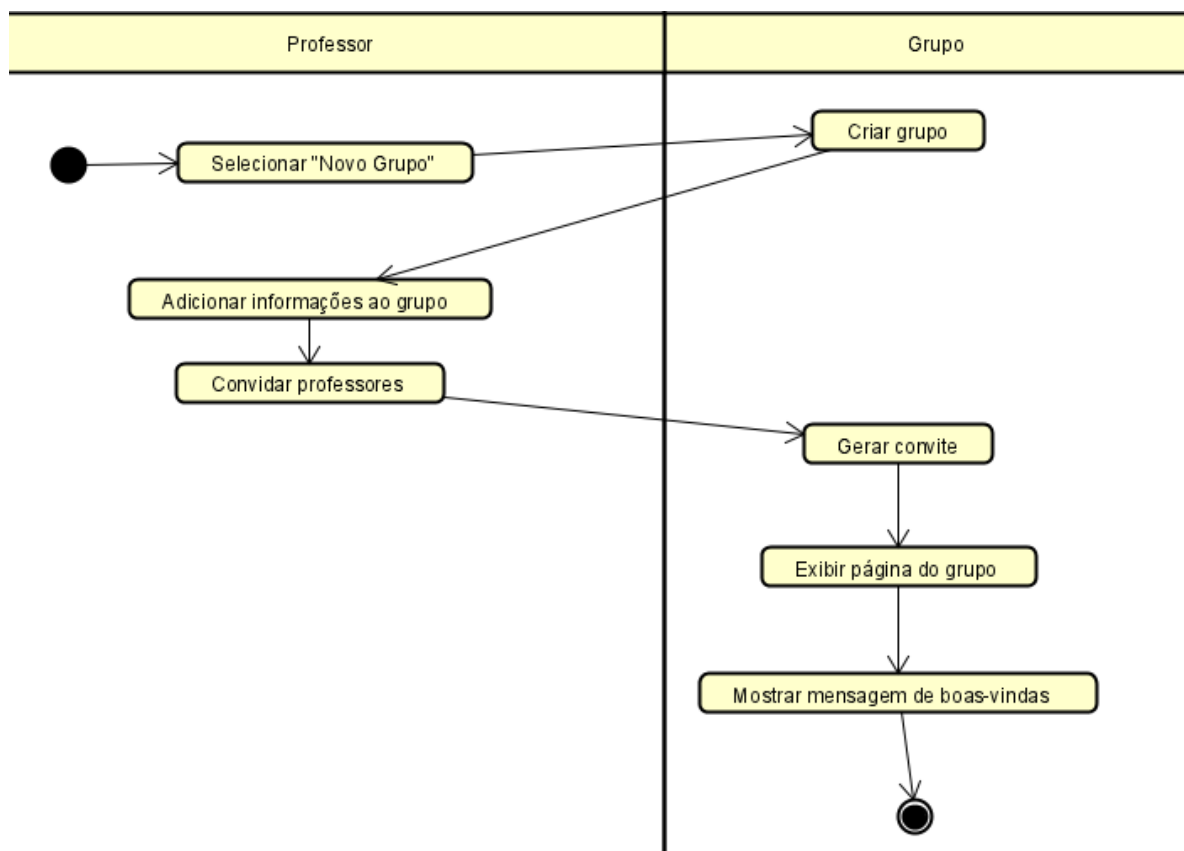 Professor
Grupo
Criar grupo
Selecionar "Novo Grupo"
Adicionar informações ao grupo
Convidar professores
Gerar convite
Exibir página do grupo
Mostrar mensagem de boas-vindas